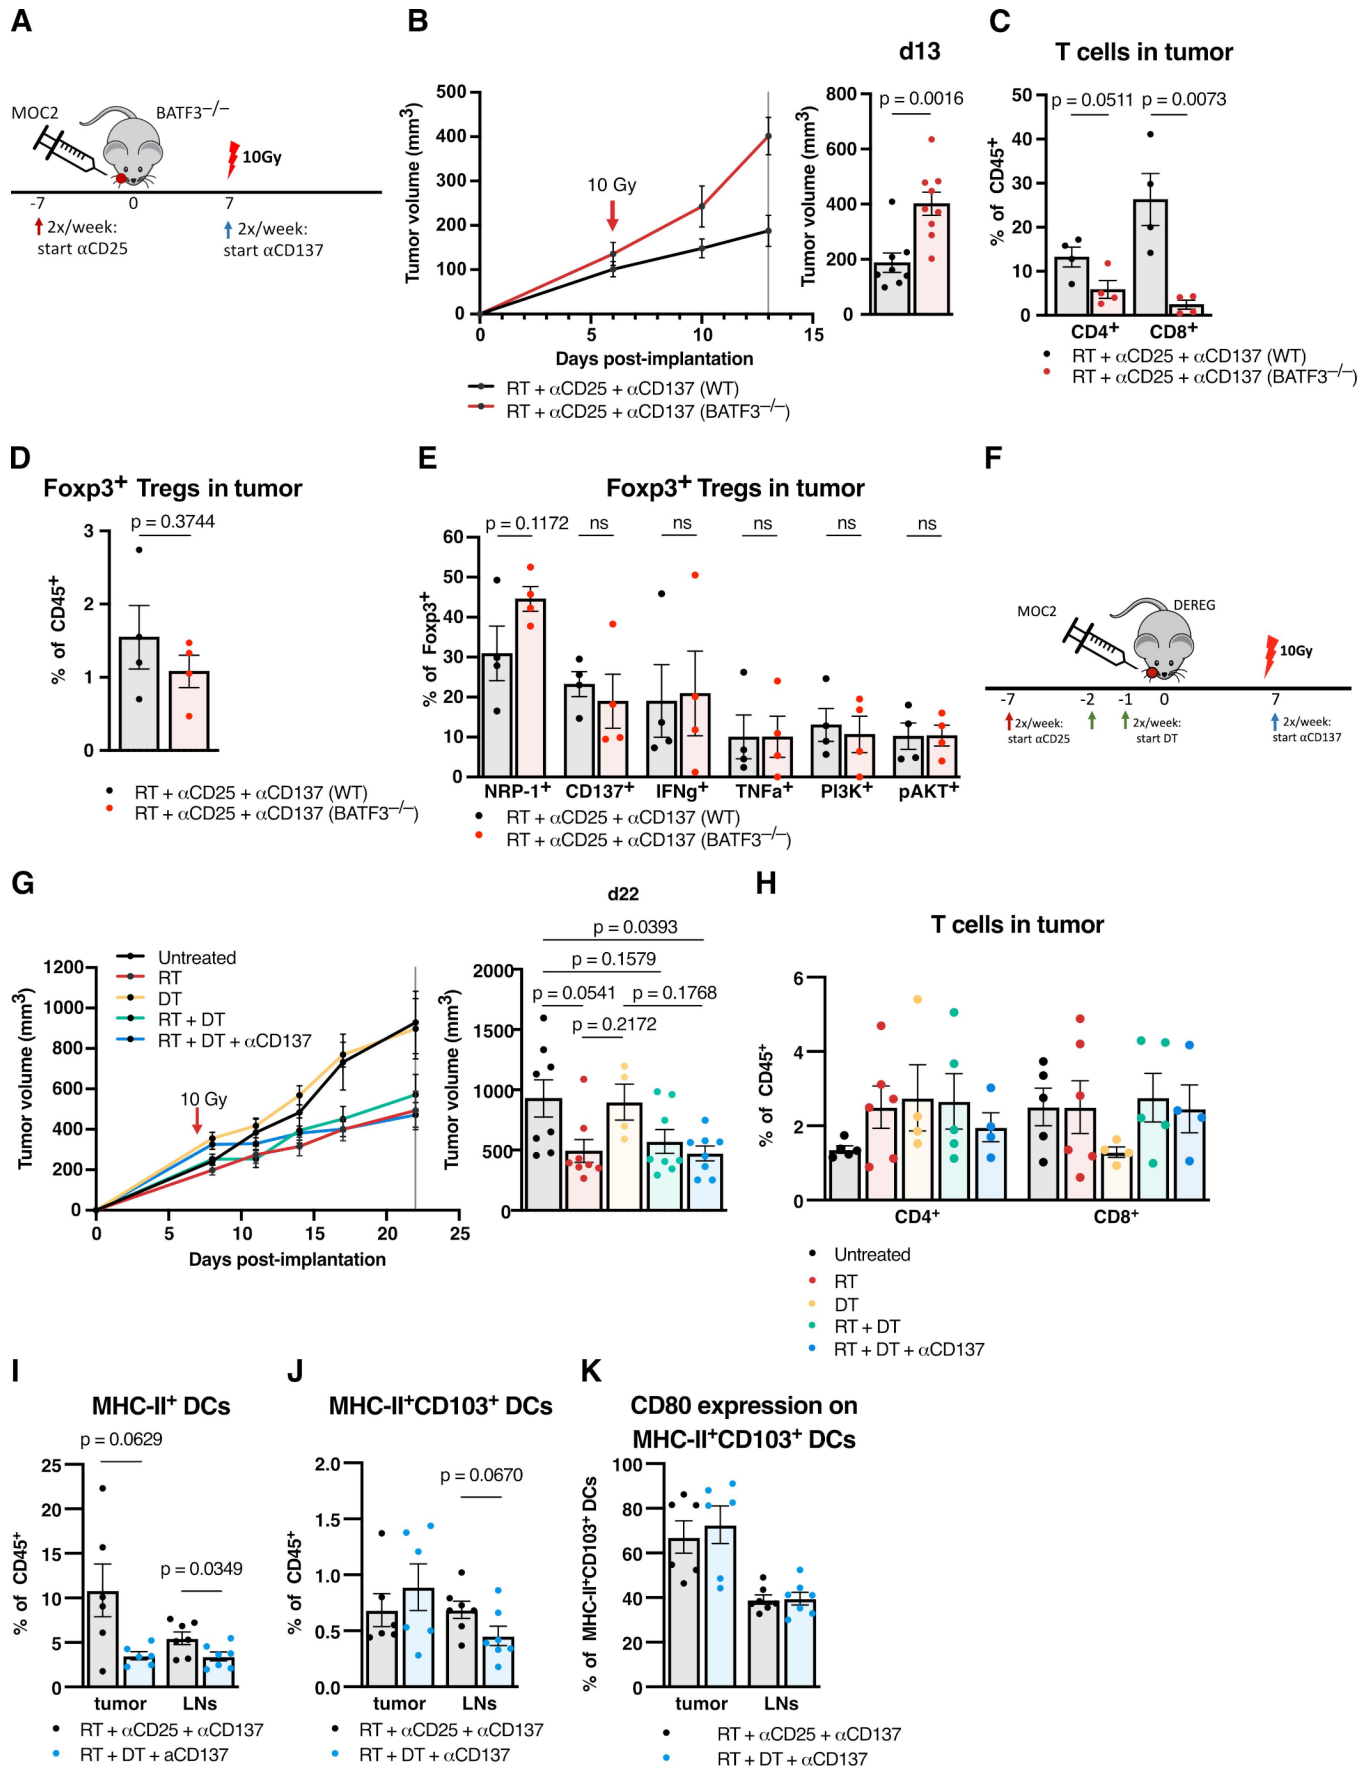 A
MOC2
BATF3⁻/⁻
10Gy
-7
0
7
2x/week:
start αCD25
2x/week:
start αCD137
B
Tumor volume (mm³)
500
400
300
200
100
0
10 Gy
0
5
10
15
Days post-implantation
d13
Tumor volume (mm³)
800
600
400
200
0
p = 0.0016
RT + αCD25 + αCD137 (WT)
RT + αCD25 + αCD137 (BATF3⁻/⁻)
C
T cells in tumor
% of CD45⁺
50
40
30
20
10
0
p = 0.0511
p = 0.0073
CD4⁺
CD8⁺
RT + αCD25 + αCD137 (WT)
RT + αCD25 + αCD137 (BATF3⁻/⁻)
D
Foxp3⁺ Tregs in tumor
p = 0.3744
% of CD45⁺
3
2
1
0
RT + αCD25 + αCD137 (WT)
RT + αCD25 + αCD137 (BATF3⁻/⁻)
E
Foxp3⁺ Tregs in tumor
% of Foxp3⁺
60
50
40
30
20
10
0
p = 0.1172
ns
ns
ns
ns
ns
NRP-1⁺
CD137⁺
IFNg⁺
TNFa⁺
PI3K⁺
pAKT⁺
RT + αCD25 + αCD137 (WT)
RT + αCD25 + αCD137 (BATF3⁻/⁻)
F
MOC2
DEREG
10Gy
-7
-2
-1
0
7
2x/week:
start αCD25
2x/week:
start DT
2x/week:
start αCD137
G
Tumor volume (mm³)
1200
1000
800
600
400
200
0
Untreated
RT
DT
RT + DT
RT + DT + αCD137
10 Gy
0
5
10
15
20
25
Days post-implantation
d22
p = 0.0393
p = 0.1579
p = 0.0541
p = 0.1768
p = 0.2172
Tumor volume (mm³)
2000
1500
1000
500
0
H
T cells in tumor
% of CD45⁺
6
4
2
0
CD4⁺
CD8⁺
Untreated
RT
DT
RT + DT
RT + DT + αCD137
I
MHC-II⁺ DCs
p = 0.0629
p = 0.0349
% of CD45⁺
25
20
15
10
5
0
tumor
LNs
RT + αCD25 + αCD137
RT + DT + aCD137
J
MHC-II⁺CD103⁺ DCs
p = 0.0670
% of CD45⁺
2.0
1.5
1.0
0.5
0.0
tumor
LNs
RT + αCD25 + αCD137
RT + DT + αCD137
K
CD80 expression on
MHC-II⁺CD103⁺ DCs
% of MHC-II⁺CD103⁺ DCs
100
80
60
40
20
0
tumor
LNs
RT + αCD25 + αCD137
RT + DT + αCD137